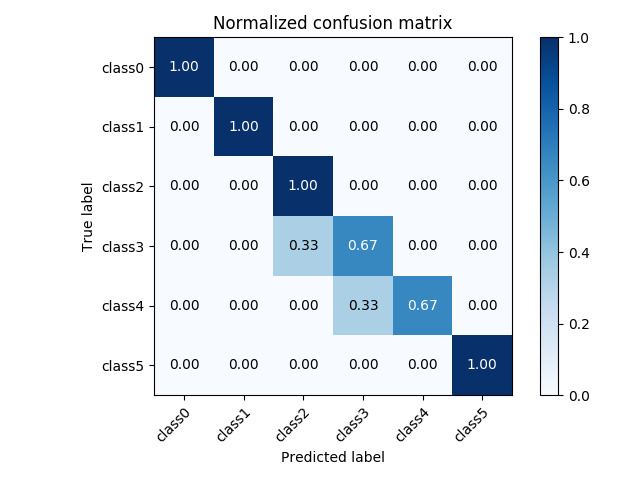 Normalized confusion matrix
class0 1.00 0.00 0.00 0.00 0.00 0.00
class1 0.00 1.00 0.00 0.00 0.00 0.00
class2 0.00 0.00 1.00 0.00 0.00 0.00
class3 0.00 0.00 0.33 0.67 0.00 0.00
class4 0.00 0.00 0.00 0.33 0.67 0.00
class5 0.00 0.00 0.00 0.00 0.00 1.00
True label
class0 class1 class2 class3 class4 class5
Predicted label
1.0
0.8
0.6
0.4
0.2
0.0